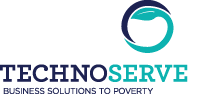 TECHNOSERVE
BUSINESS SOLUTIONS TO POVERTY